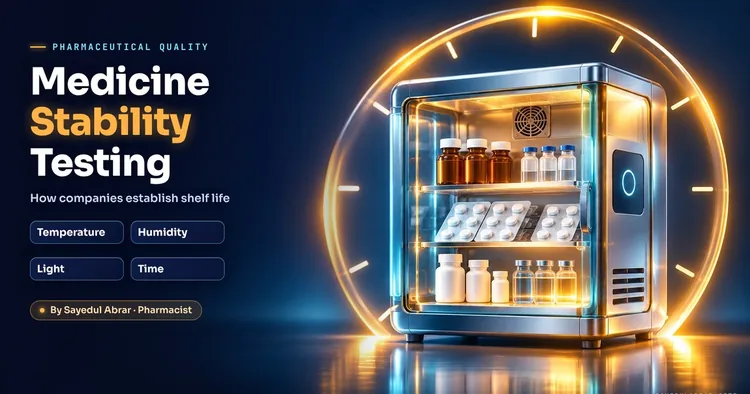 PHARMACEUTICAL QUALITY
Medicine
Stability
Testing
How companies establish shelf life
Temperature
Humidity
Light
Time
By Sayedul Abrar · Pharmacist